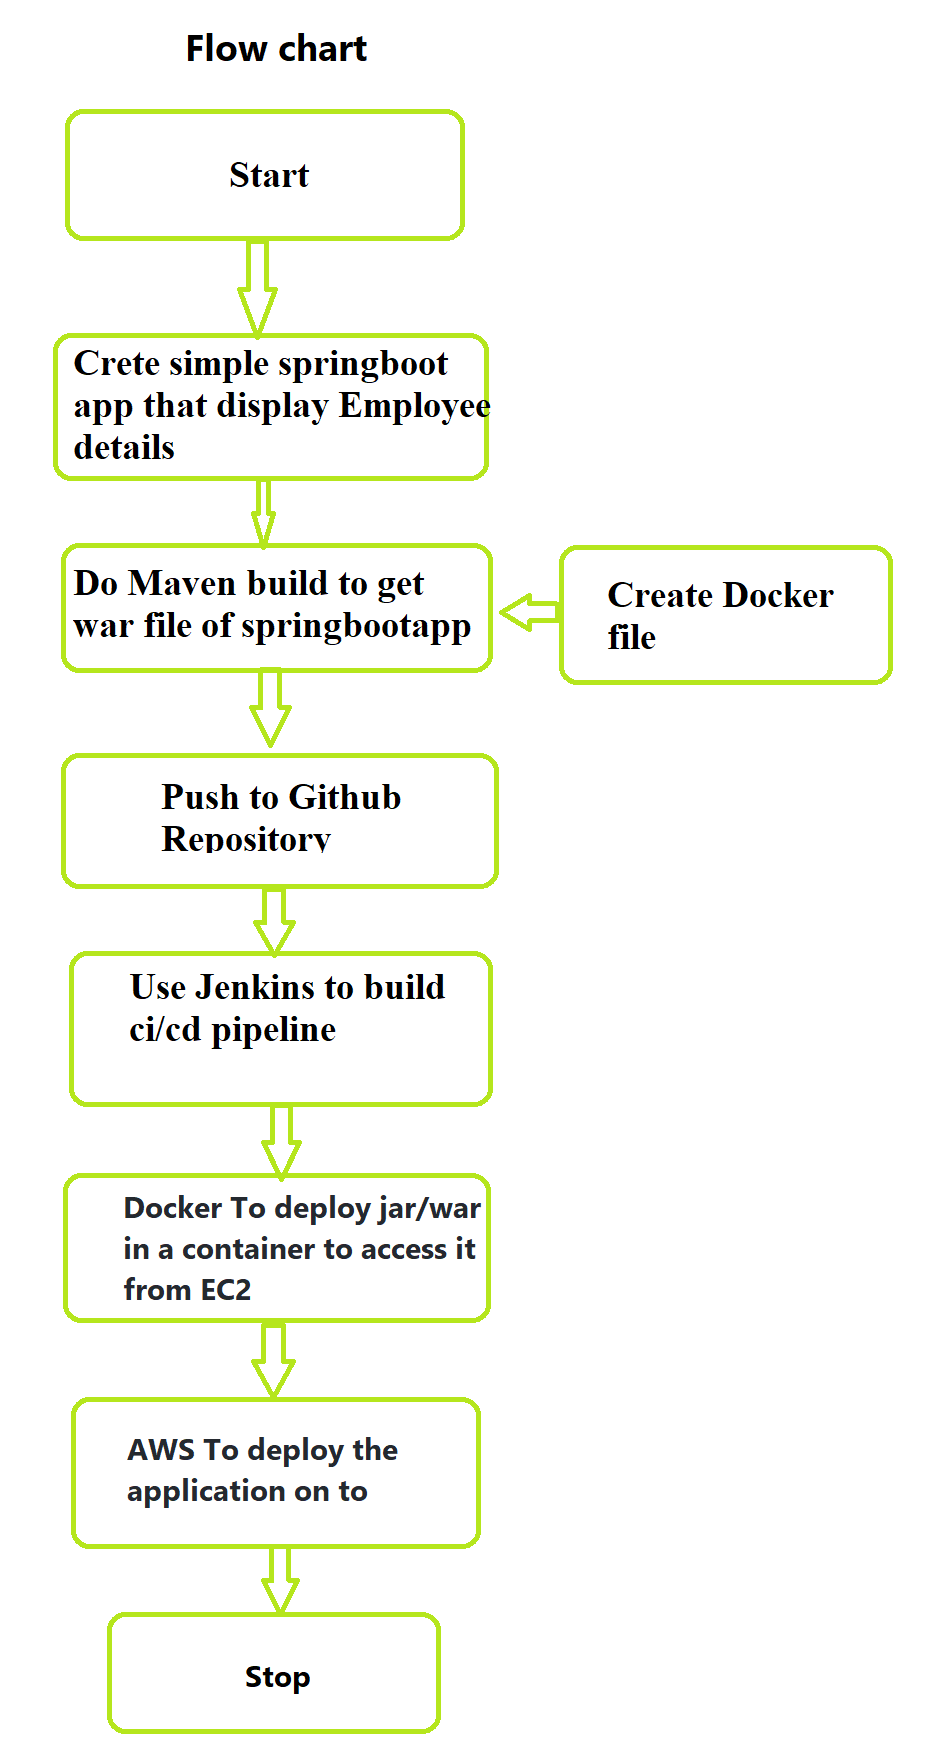 Flow chart
Start
Crete simple springboot
app that display Employee
details
Do Maven build to get
war file of springbootapp
Create Docker
file
Push to Github
Repository
Use Jenkins to build
ci/cd pipeline
Docker To deploy jar/war
in a container to access it
from EC2
AWS To deploy the
application on to
Stop